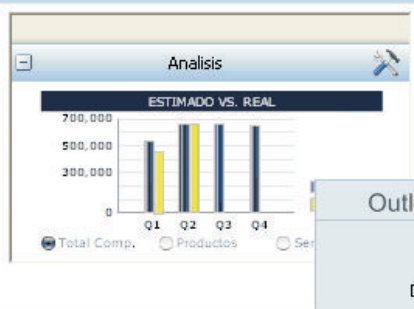 Analisis
ESTIMADO VS. REAL
700,000
500,000
300,000
0
Q1 Q2 Q3 Q4
Total Comp. Productos Ser
Outl